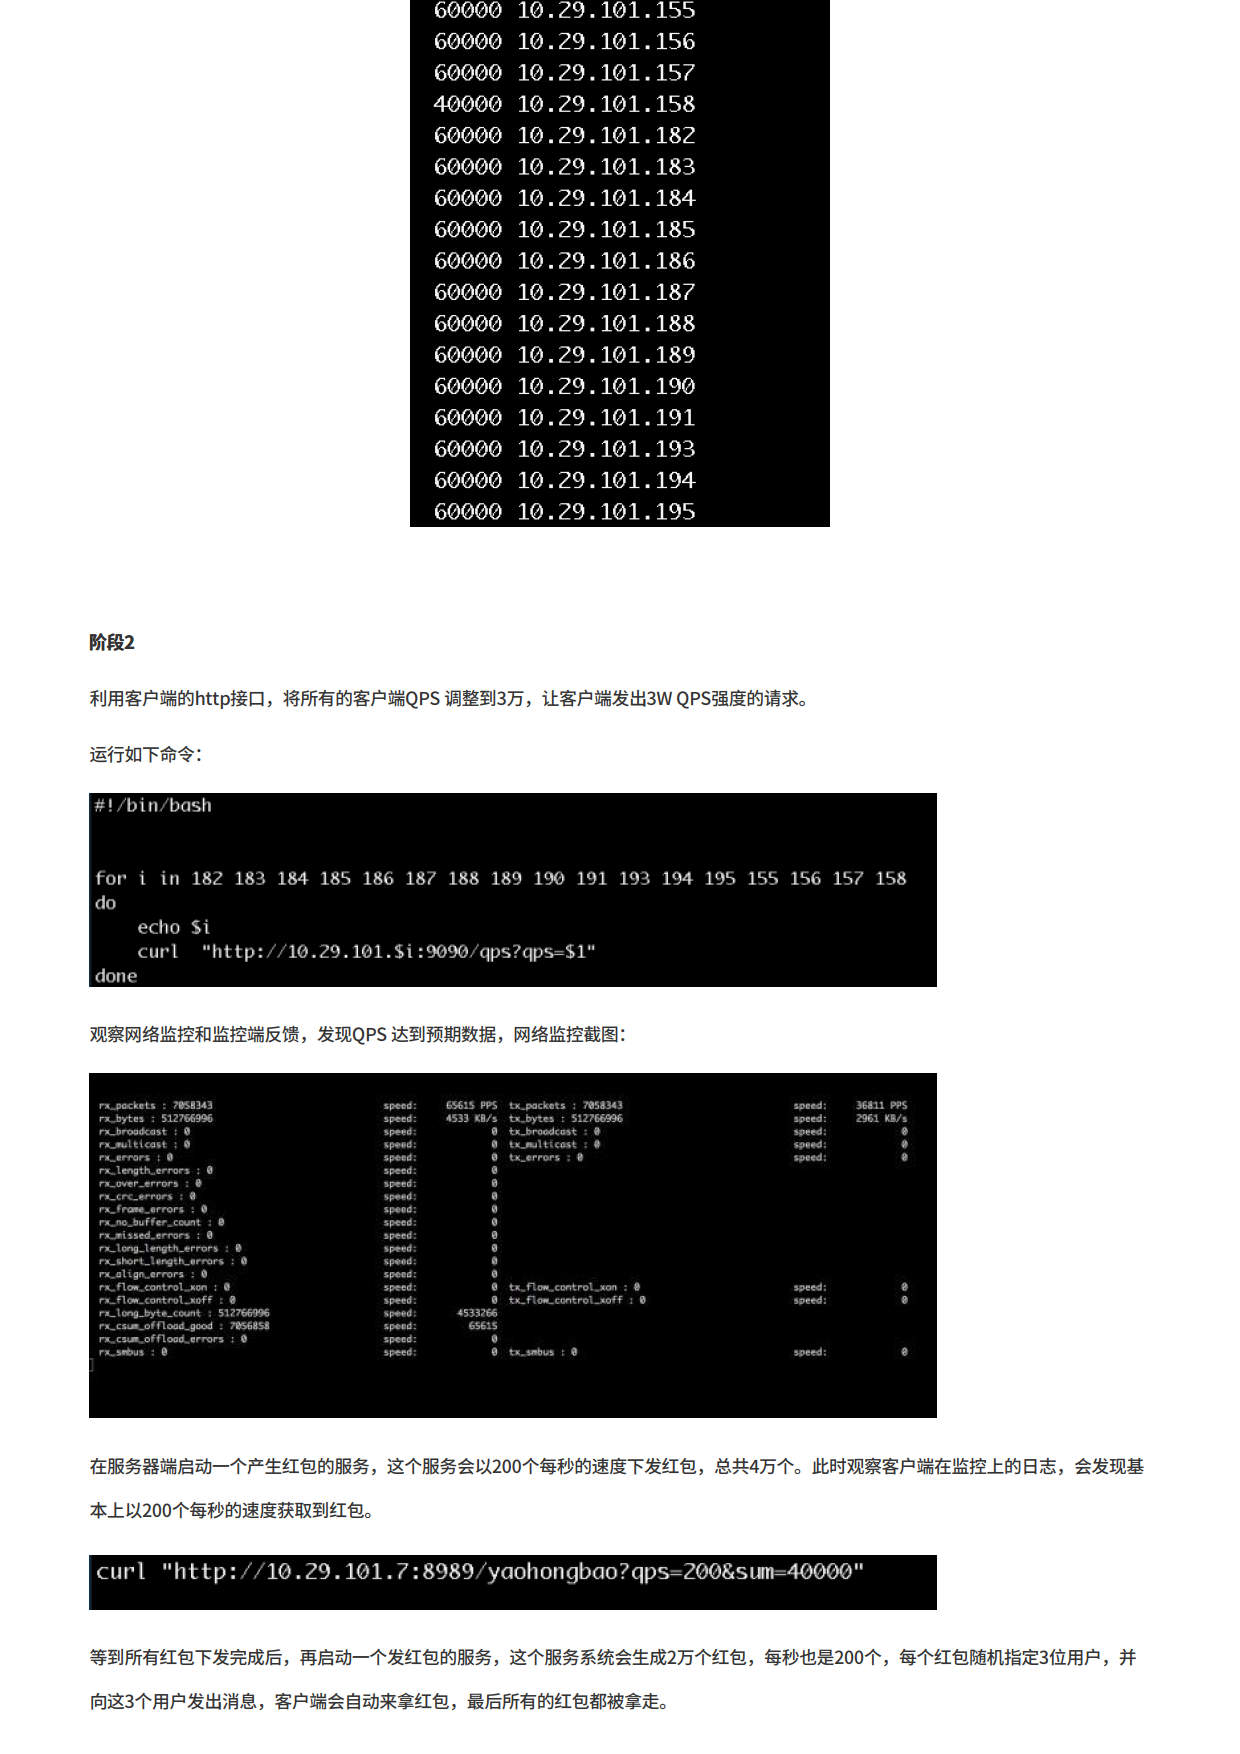 60000 10.29.101.155
60000 10.29.101.156
60000 10.29.101.157
40000 10.29.101.158
60000 10.29.101.182
60000 10.29.101.183
60000 10.29.101.184
60000 10.29.101.185
60000 10.29.101.186
60000 10.29.101.187
60000 10.29.101.188
60000 10.29.101.189
60000 10.29.101.190
60000 10.29.101.191
60000 10.29.101.193
60000 10.29.101.194
60000 10.29.101.195
阶段2
利用客户端的http接口，将所有的客户端QPS 调整到3万，让客户端发出3W QPS强度的请求。
运行如下命令：
#!/bin/bash
for i in 182 183 184 185 186 187 188 189 190 191 193 194 195 155 156 157 158
do
echo $i
curl "http://10.29.101.$i:9090/qps?qps=$1"
done
观察网络监控和监控端反馈，发现QPS 达到预期数据，网络监控截图：
rx_packets : 7058343 speed: 65615 PPS tx_packets : 7058343 speed: 36811 PPS
rx_bytes : 512766996 speed: 4533 KB/s tx_bytes : 512766996 speed: 2961 KB/s
rx_broadcast : 0 speed: 0 tx_broadcast : 0 speed: 0
rx_multicast : 0 speed: 0 tx_multicast : 0 speed: 0
rx_errors : 0 speed: 0 tx_errors : 0 speed: 0
rx_length_errors : 0 speed: 0
rx_over_errors : 0 speed: 0
rx_crc_errors : 0 speed: 0
rx_frame_errors : 0 speed: 0
rx_no_buffer_count : 0 speed: 0
rx_missed_errors : 0 speed: 0
rx_long_length_errors : 0 speed: 0
rx_short_length_errors : 0 speed: 0
rx_align_errors : 0 speed: 0
rx_flow_control_xon : 0 speed: 0 tx_flow_control_xon : 0 speed: 0
rx_flow_control_xoff : 0 speed: 0 tx_flow_control_xoff : 0 speed: 0
rx_long_byte_count : 512766996 speed: 4533266
rx_csum_offload_good : 7056858 speed: 65615
rx_csum_offload_errors : 0 speed: 0
rx_smbus : 0 speed: 0 tx_smbus : 0 speed: 0
在服务器端启动一个产生红包的服务，这个服务会以200个每秒的速度下发红包，总共4万个。此时观察客户端在监控上的日志，会发现基
本上以200个每秒的速度获取到红包。
curl "http://10.29.101.7:8989/yaohongbao?qps=200&sum=40000"
等到所有红包下发完成后，再启动一个发红包的服务，这个服务系统会生成2万个红包，每秒也是200个，每个红包随机指定3位用户，并
向这3个用户发出消息，客户端会自动来拿红包，最后所有的红包都被拿走。